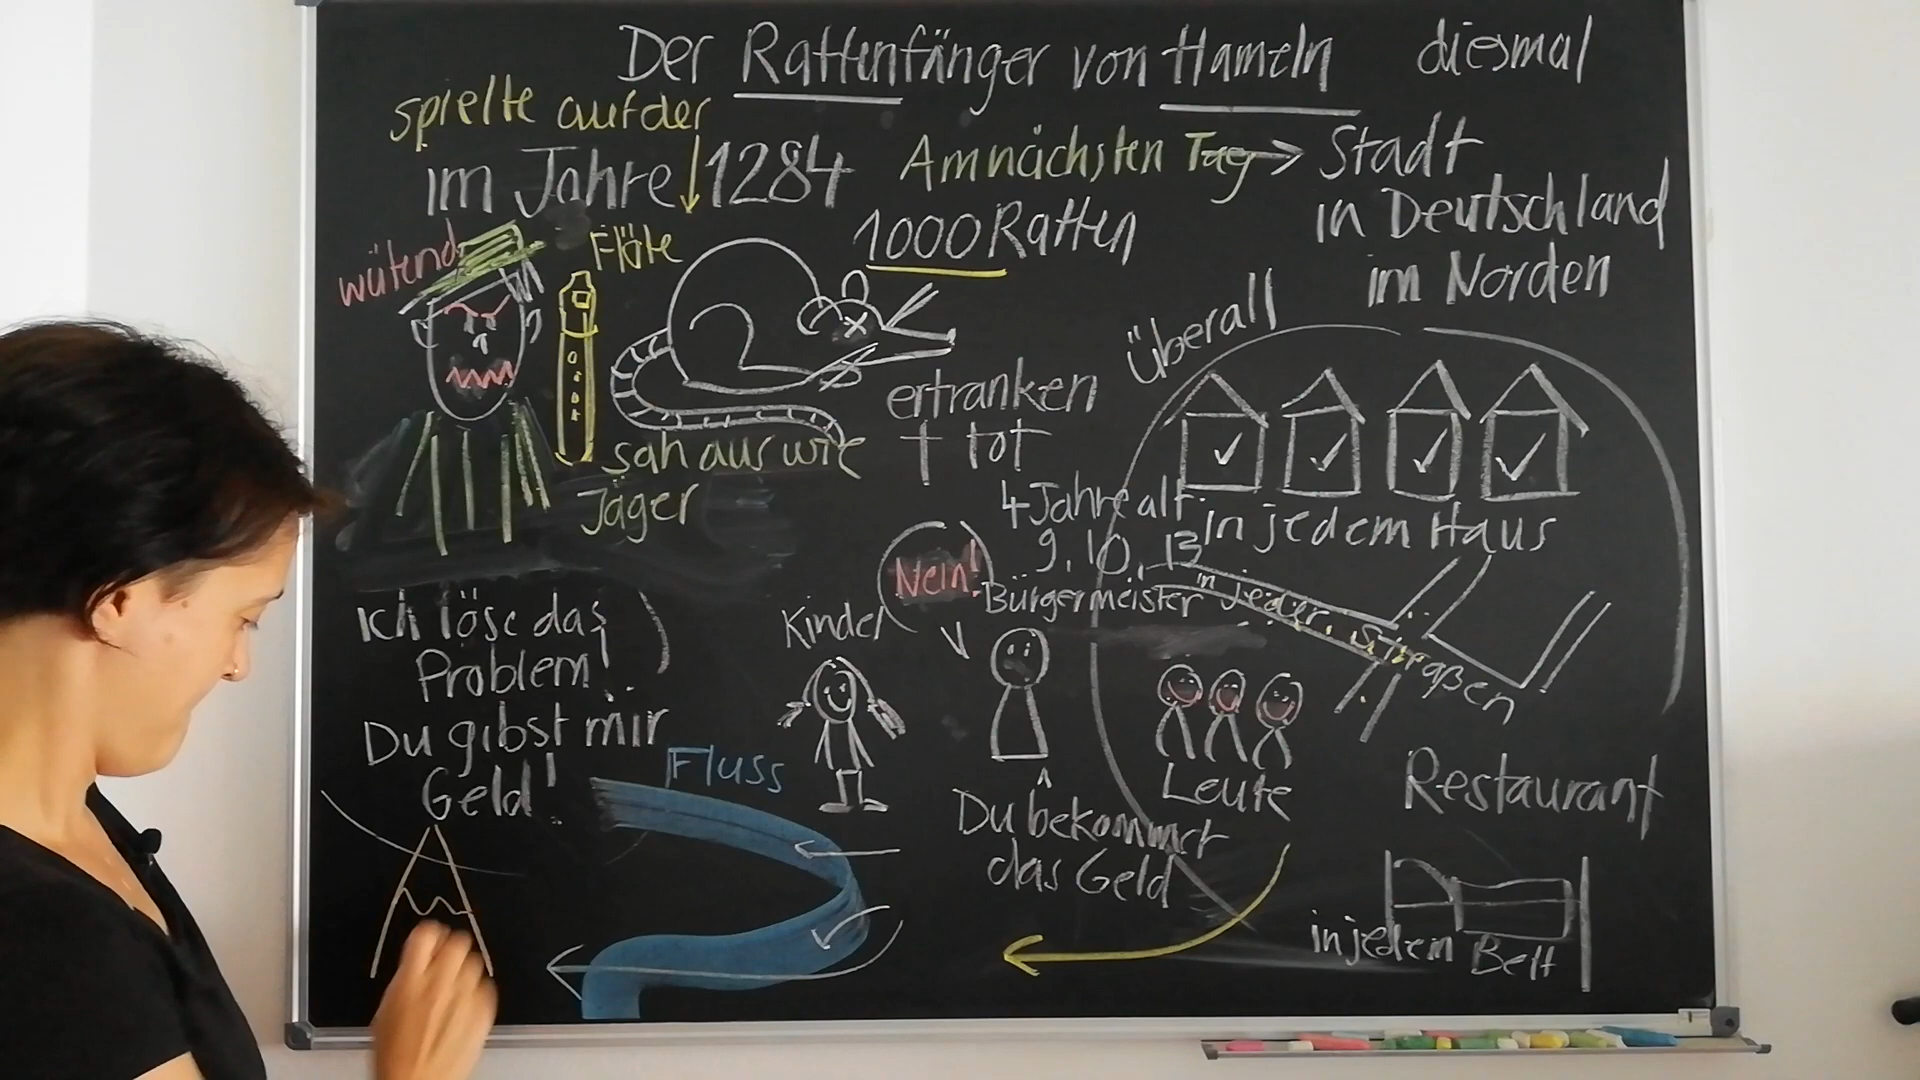 Der Rattenfänger von Hameln
diesmal
spielte auf der
im Jahre 1284
Am nächsten Tag
Stadt
in Deutschland
im Norden
wütend
Flöte
1000 Ratten
überall
ertranken
tot
sah aus wie
Jäger
4 Jahre alt
9, 10, 13
in jedem Haus
Nein!
Bürgermeister
in jeder
Straßen
Kinder
Ich löse das
Problem!
Du gibst mir
Geld!
Fluss
Leute
Restaurant
Du bekommst
das Geld
in jedem Bett